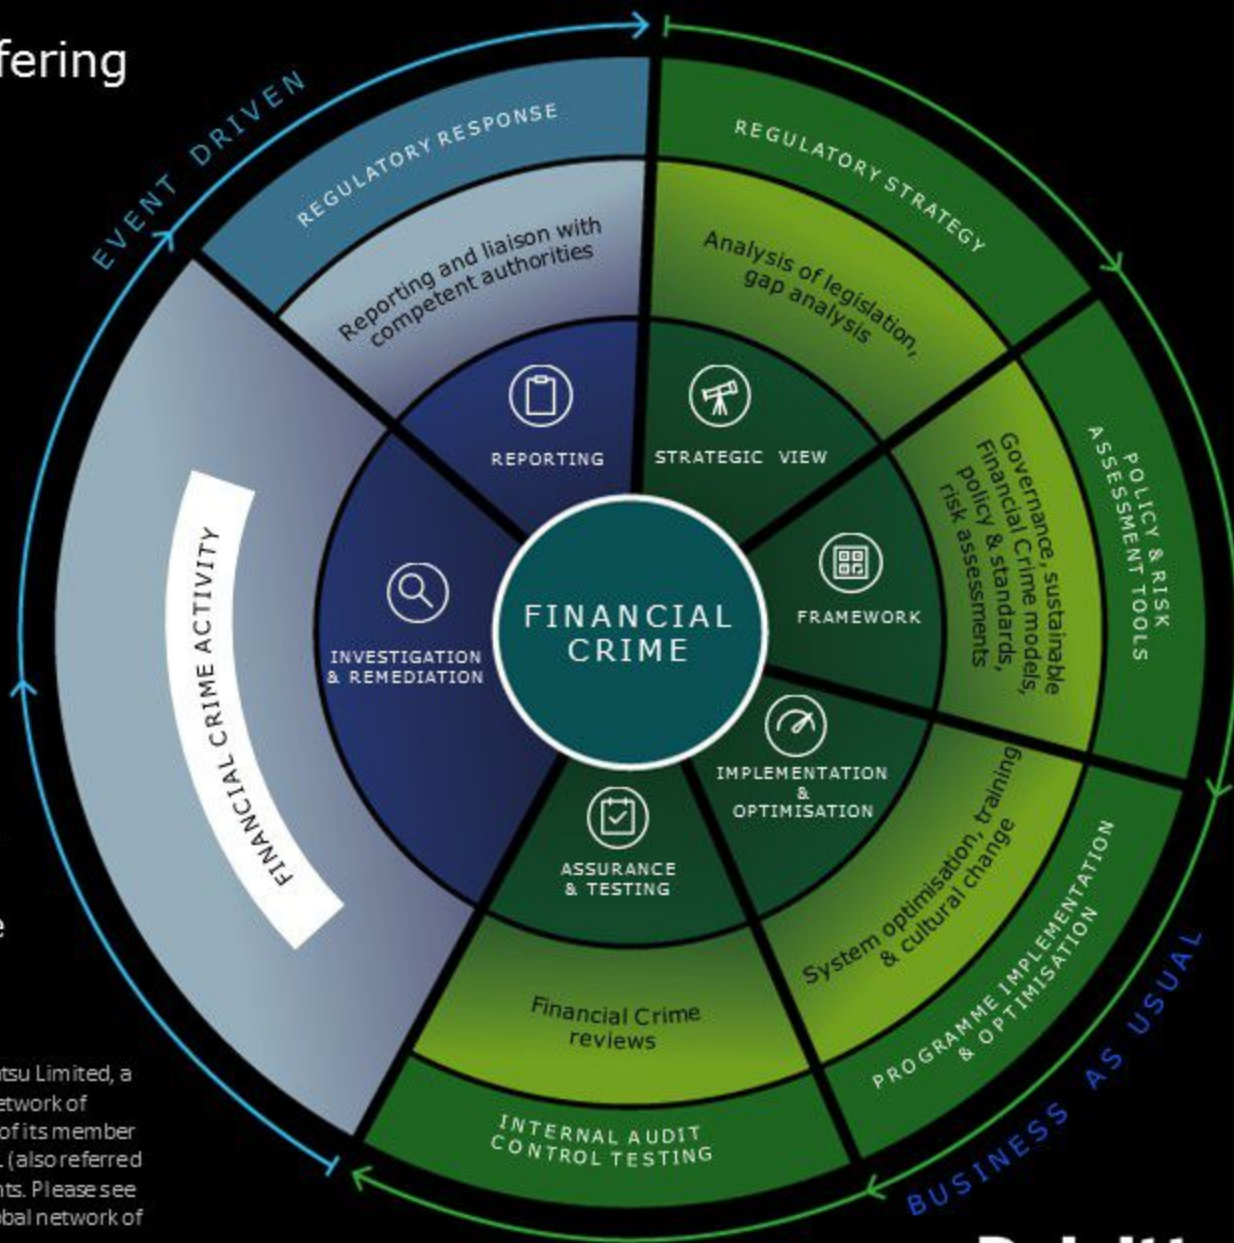 fering
EVENT DRIVEN
REGULATORY RESPONSE
Reporting and liaison with
competent authorities
REPORTING
REGULATORY STRATEGY
Analysis of legislation,
gap analysis
STRATEGIC VIEW
POLICY & RISK
ASSESSMENT TOOLS
Governance, sustainable
Financial Crime models,
policy & standards,
risk assessments
FRAMEWORK
FINANCIAL
CRIME
FINANCIAL CRIME ACTIVITY
INVESTIGATION
& REMEDIATION
IMPLEMENTATION
&
OPTIMISATION
System optimisation, training
& cultural change
PROGRAMME IMPLEMENTATION
& OPTIMISATION
BUSINESS AS USUAL
ASSURANCE
& TESTING
Financial Crime
reviews
INTERNAL AUDIT
CONTROL TESTING
e
tsu Limited, a
etwork of
of its member
. (also referred
nts. Please see
obal network of